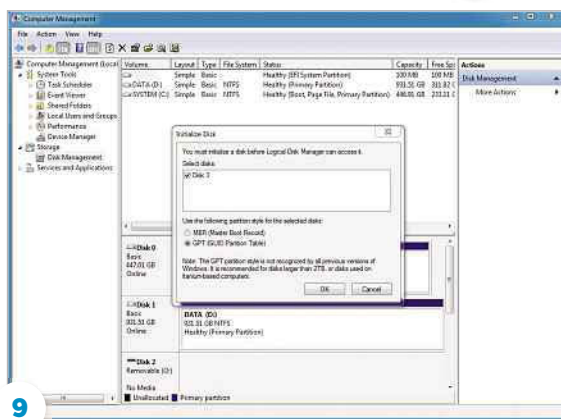 Computer Management
File Action View Help
Computer Management (Local
System Tools
Task Scheduler
Event Viewer
Shared Folders
Local Users and Groups
Performance
Device Manager
Storage
Disk Management
Services and Applications
Volume Layout Type File System Status Capacity Free Spa
Simple Basic Healthy (EFI System Partition) 100 MB 100 MB
DATA (D:) Simple Basic NTFS Healthy (Primary Partition) 931.51 GB
SYSTEM (C:) Simple Basic NTFS Healthy (Boot, Page File, Primary Partition)
Actions
Disk Management
More Actions
Initialize Disk
You must initialize a disk before Logical Disk Manager can access it.
Select disks:
Disk 3
Use the following partition style for the selected disks:
MBR (Master Boot Record)
GPT (GUID Partition Table)
Note: The GPT partition style is not recognized by all previous versions of
Windows. It is recommended for disks larger than 2TB, or disks used on
Itanium-based computers.
OK Cancel
Disk 0
Basic
447.01 GB
Online
Disk 1
Basic
931.51 GB
Online
DATA (D:)
931.51 GB NTFS
Healthy (Primary Partition)
Disk 2
Removable
No Media
Unallocated Primary partition
9